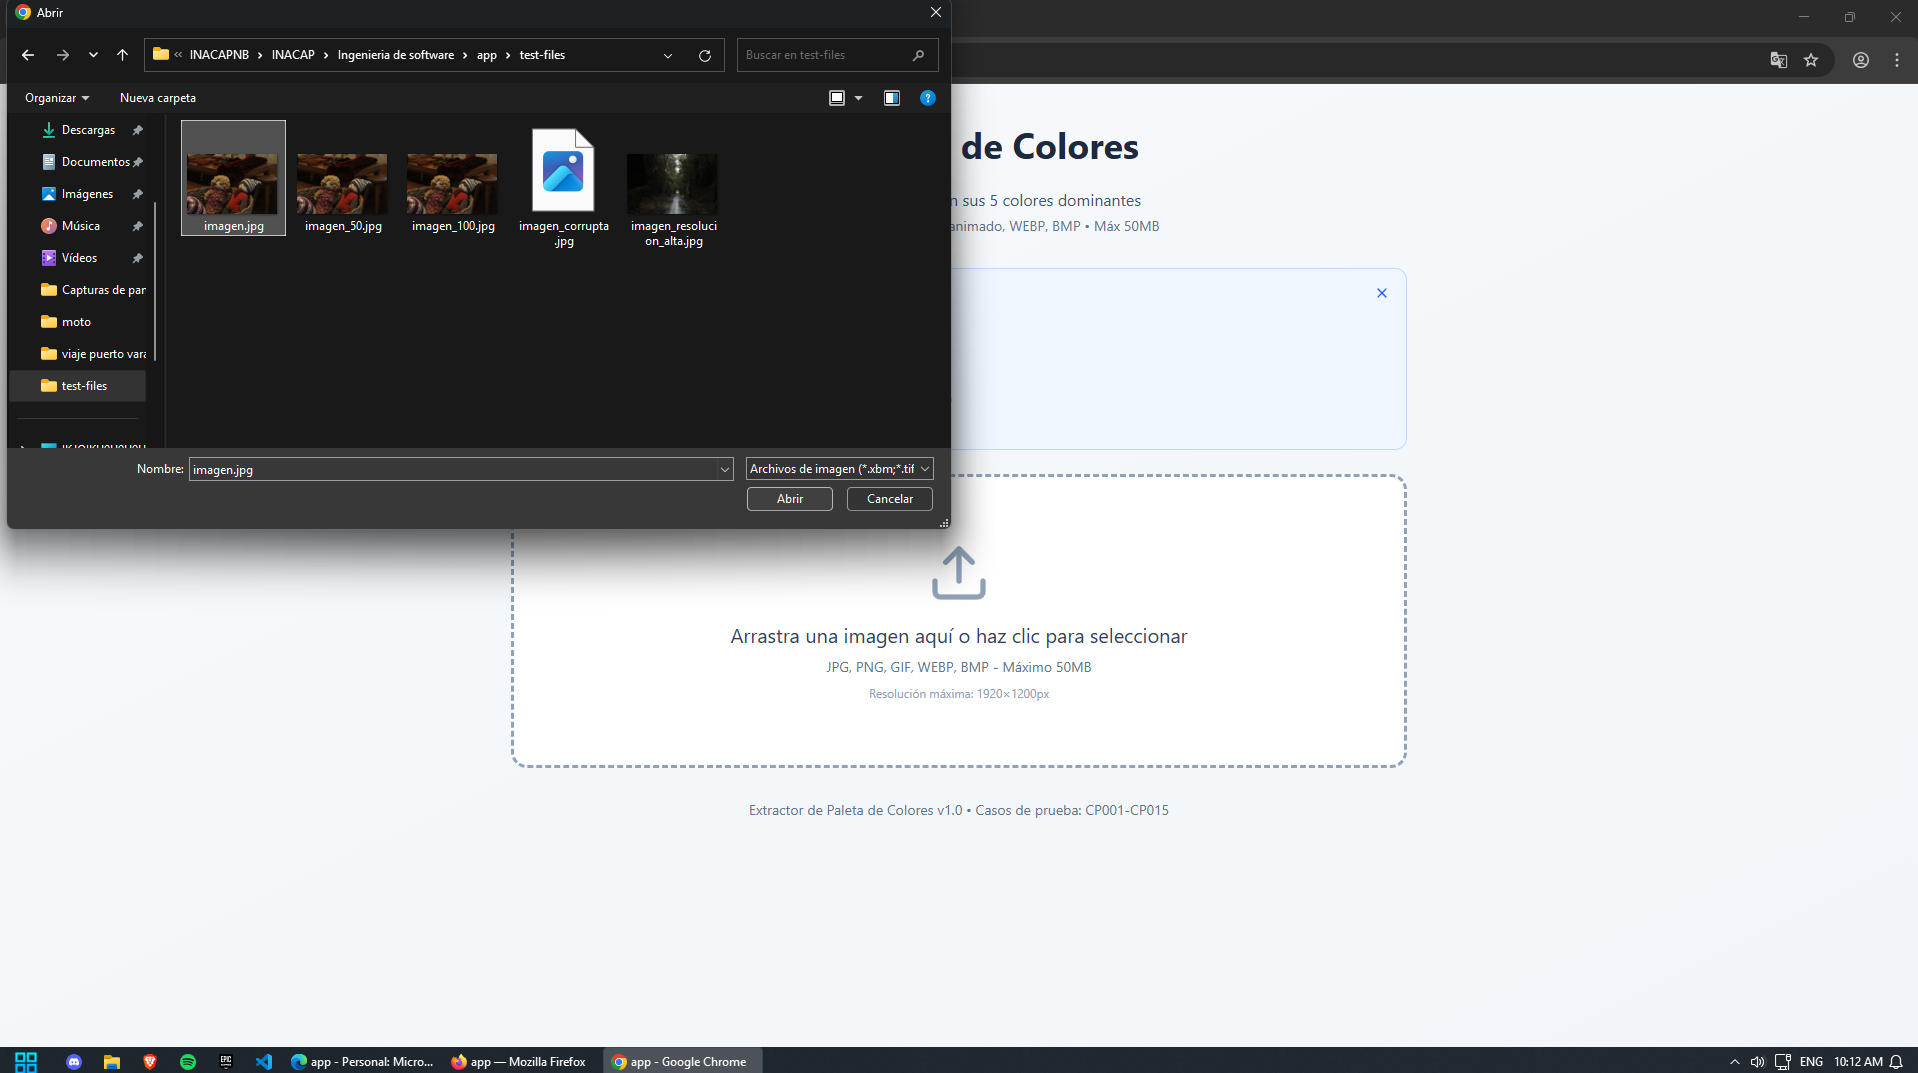 Abrir
INACAPNB
INACAP
Ingenieria de software
app
test-files
Buscar en test-files
Organizar
Nueva carpeta
Descargas
Documentos
Imágenes
Música
Vídeos
Capturas de pan
moto
viaje puerto vara
test-files
imagen.jpg
imagen_50.jpg
imagen_100.jpg
imagen_corrupta
.jpg
imagen_resoluci
on_alta.jpg
Nombre:
imagen.jpg
Archivos de imagen (*.xbm;*.tif
Abrir
Cancelar
de Colores
n sus 5 colores dominantes
animado, WEBP, BMP • Máx 50MB
Arrastra una imagen aquí o haz clic para seleccionar
JPG, PNG, GIF, WEBP, BMP - Máximo 50MB
Resolución máxima: 1920×1200px
Extractor de Paleta de Colores v1.0 • Casos de prueba: CP001-CP015
EPIC
app - Personal: Micro...
app — Mozilla Firefox
app - Google Chrome
ENG
10:12 AM